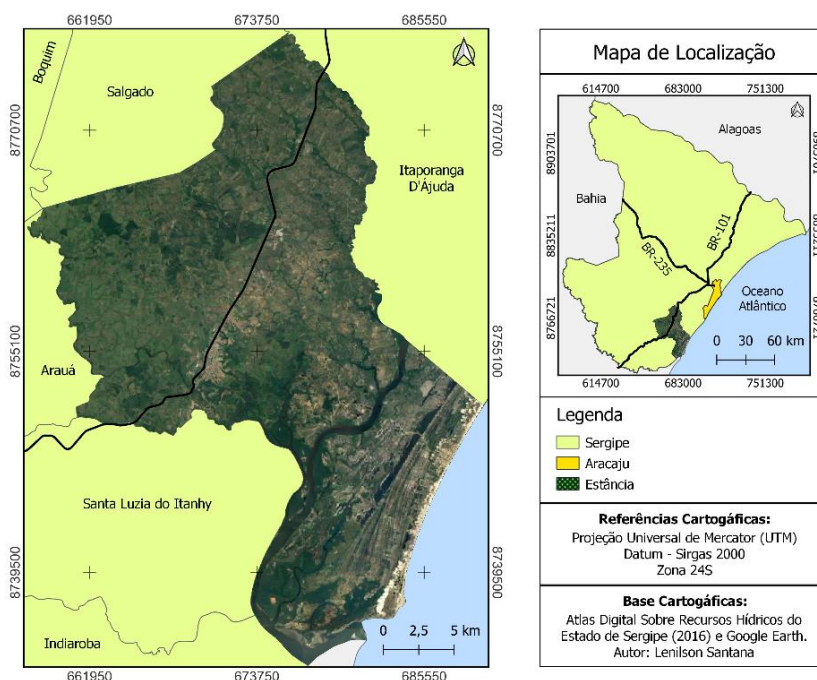 661950 673750 685550
Boquim
Salgado
8770700
8770700
Itaporanga
D'Ájuda
8755100
8755100
Arauá
Santa Luzia do Itanhy
8739500
8739500
Indiaroba
0 2,5 5 km
661950 673750 685550
Mapa de Localização
614700 683000 751300
8903701
Alagoas
Bahia
BR-101
BR-235
8835211
Oceano
Atlântico
8766721
0 30 60 km
614700 683000 751300
Legenda
Sergipe
Aracaju
Estância
Referências Cartogáficas:
Projeção Universal de Mercator (UTM)
Datum - Sirgas 2000
Zona 24S
Base Cartogáficas:
Atlas Digital Sobre Recursos Hídricos do
Estado de Sergipe (2016) e Google Earth.
Autor: Lenilson Santana